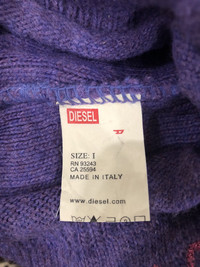 DIESEL
SIZE: I
RN 93243
CA 25594
MADE IN ITALY
www.diesel.com